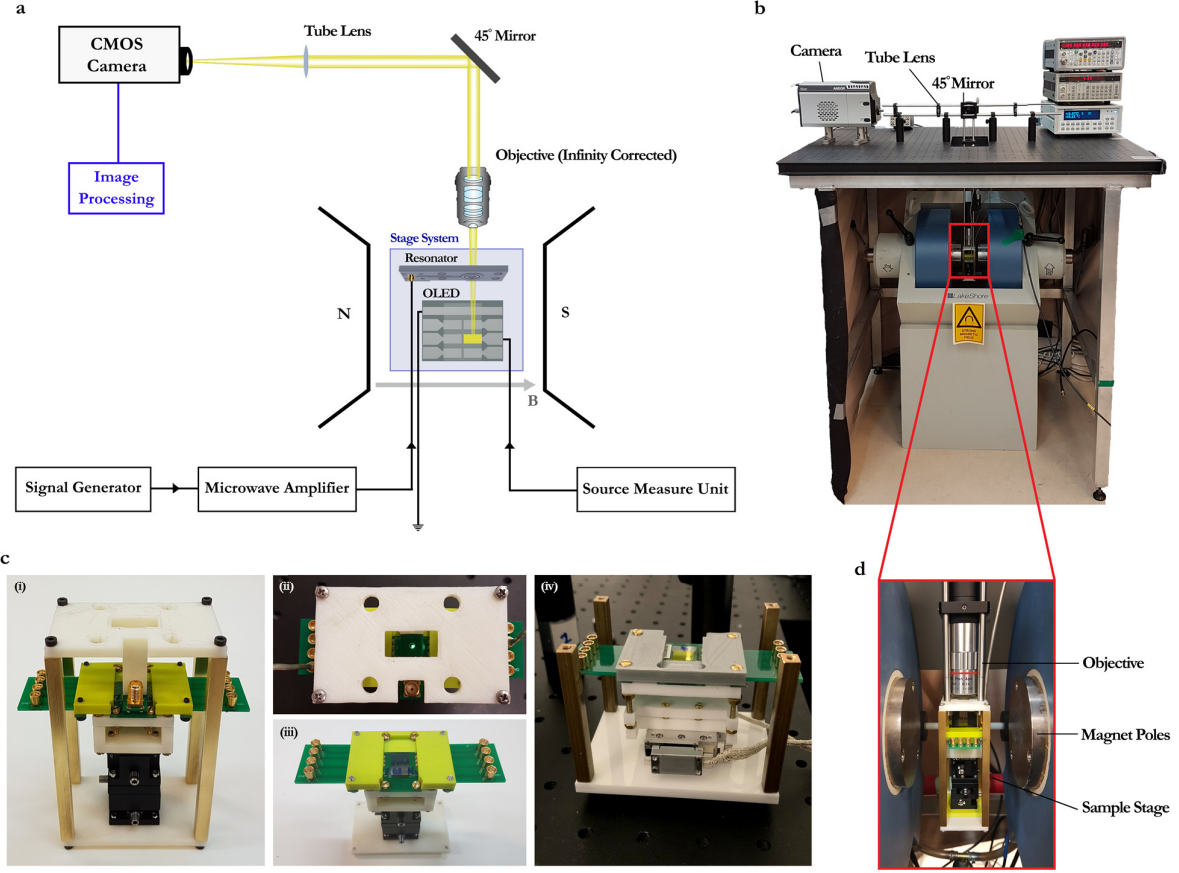 a
CMOS
Camera
Tube Lens
45° Mirror
Image
Processing
Objective (Infinity Corrected)
Stage System
Resonator
OLED
N
S
B
Signal Generator
Microwave Amplifier
Source Measure Unit
b
Camera
Tube Lens
45° Mirror
ANDOR
LakeShore
c
(i)
(ii)
(iii)
(iv)
d
Objective
Magnet Poles
Sample Stage